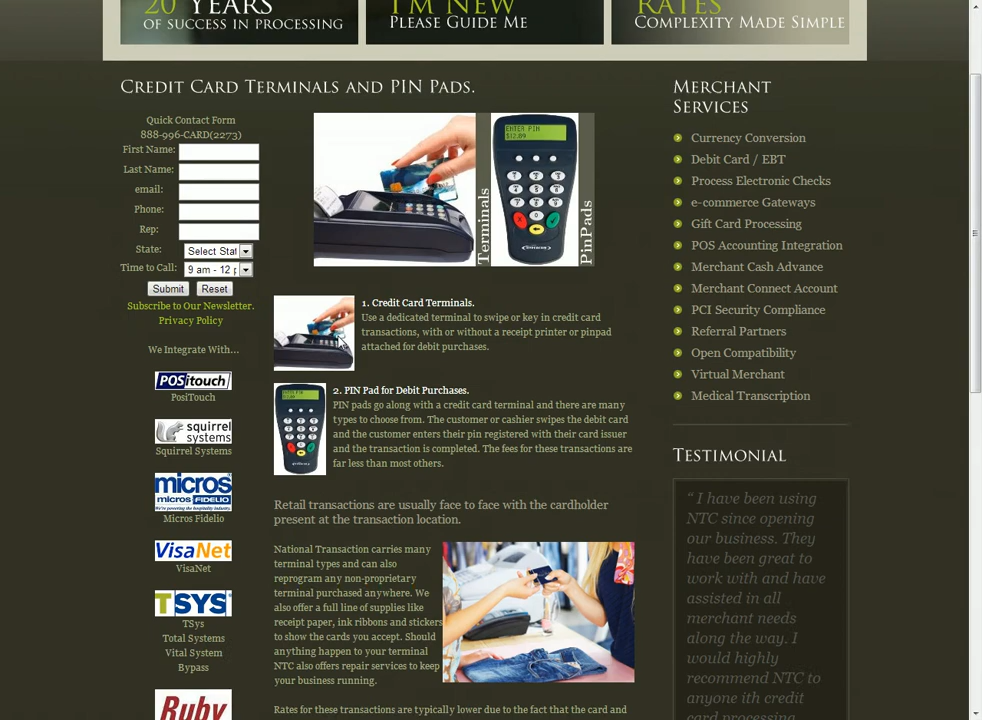 20 YEARS
OF SUCCESS IN PROCESSING
I'M NEW
PLEASE GUIDE ME
RATES
COMPLEXITY MADE SIMPLE
CREDIT CARD TERMINALS AND PIN PADS.
Quick Contact Form
888-996-CARD(2273)
First Name:
Last Name:
email:
Phone:
Rep:
State:
Select Stat
Time to Call:
9 am - 12 p
Submit
Reset
Subscribe to Our Newsletter.
Privacy Policy
We Integrate With...
POSitouch
PosiTouch
squirrel
systems
Squirrel Systems
micros
micros FIDELIO
Micros Fidelio
VisaNet
VisaNet
TSYS
TSys
Total Systems
Vital System
Bypass
Ruby
Terminals
ENTER PIN
$12.89
PinPads
1. Credit Card Terminals.
Use a dedicated terminal to swipe or key in credit card
transactions, with or without a receipt printer or pinpad
attached for debit purchases.
2. PIN Pad for Debit Purchases.
PIN pads go along with a credit card terminal and there are many
types to choose from. The customer or cashier swipes the debit card
and the customer enters their pin registered with their card issuer
and the transaction is completed. The fees for these transactions are
far less than most others.
Retail transactions are usually face to face with the cardholder
present at the transaction location.
National Transaction carries many
terminal types and can also
reprogram any non-proprietary
terminal purchased anywhere. We
also offer a full line of supplies like
receipt paper, ink ribbons and stickers
to show the cards you accept. Should
anything happen to your terminal
NTC also offers repair services to keep
your business running.
Rates for these transactions are typically lower due to the fact that the card and
MERCHANT
SERVICES
Currency Conversion
Debit Card / EBT
Process Electronic Checks
e-commerce Gateways
Gift Card Processing
POS Accounting Integration
Merchant Cash Advance
Merchant Connect Account
PCI Security Compliance
Referral Partners
Open Compatibility
Virtual Merchant
Medical Transcription
TESTIMONIAL
“ I have been using
NTC since opening
our business. They
have been great to
work with and have
assisted in all
merchant needs
along the way. I
would highly
recommend NTC to
anyone ith credit
card processing